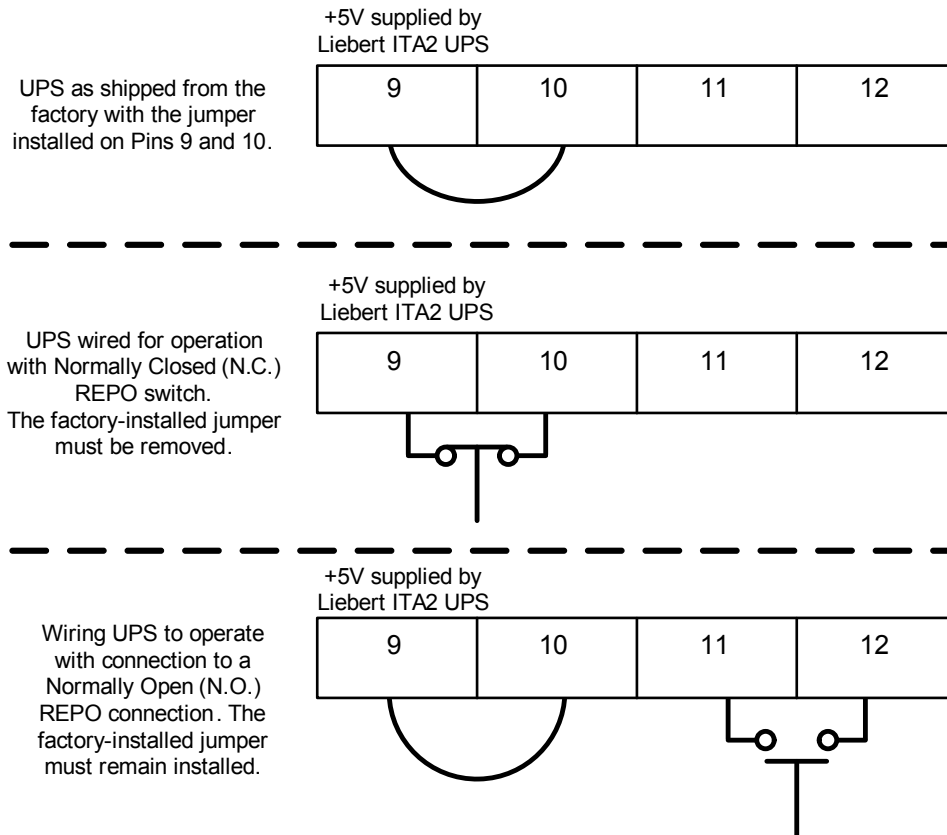 +5V supplied by
Liebert ITA2 UPS
UPS as shipped from the
factory with the jumper
installed on Pins 9 and 10.
9 10 11 12
+5V supplied by
Liebert ITA2 UPS
UPS wired for operation
with Normally Closed (N.C.)
REPO switch.
The factory-installed jumper
must be removed.
9 10 11 12
+5V supplied by
Liebert ITA2 UPS
Wiring UPS to operate
with connection to a
Normally Open (N.O.)
REPO connection. The
factory-installed jumper
must remain installed.
9 10 11 12